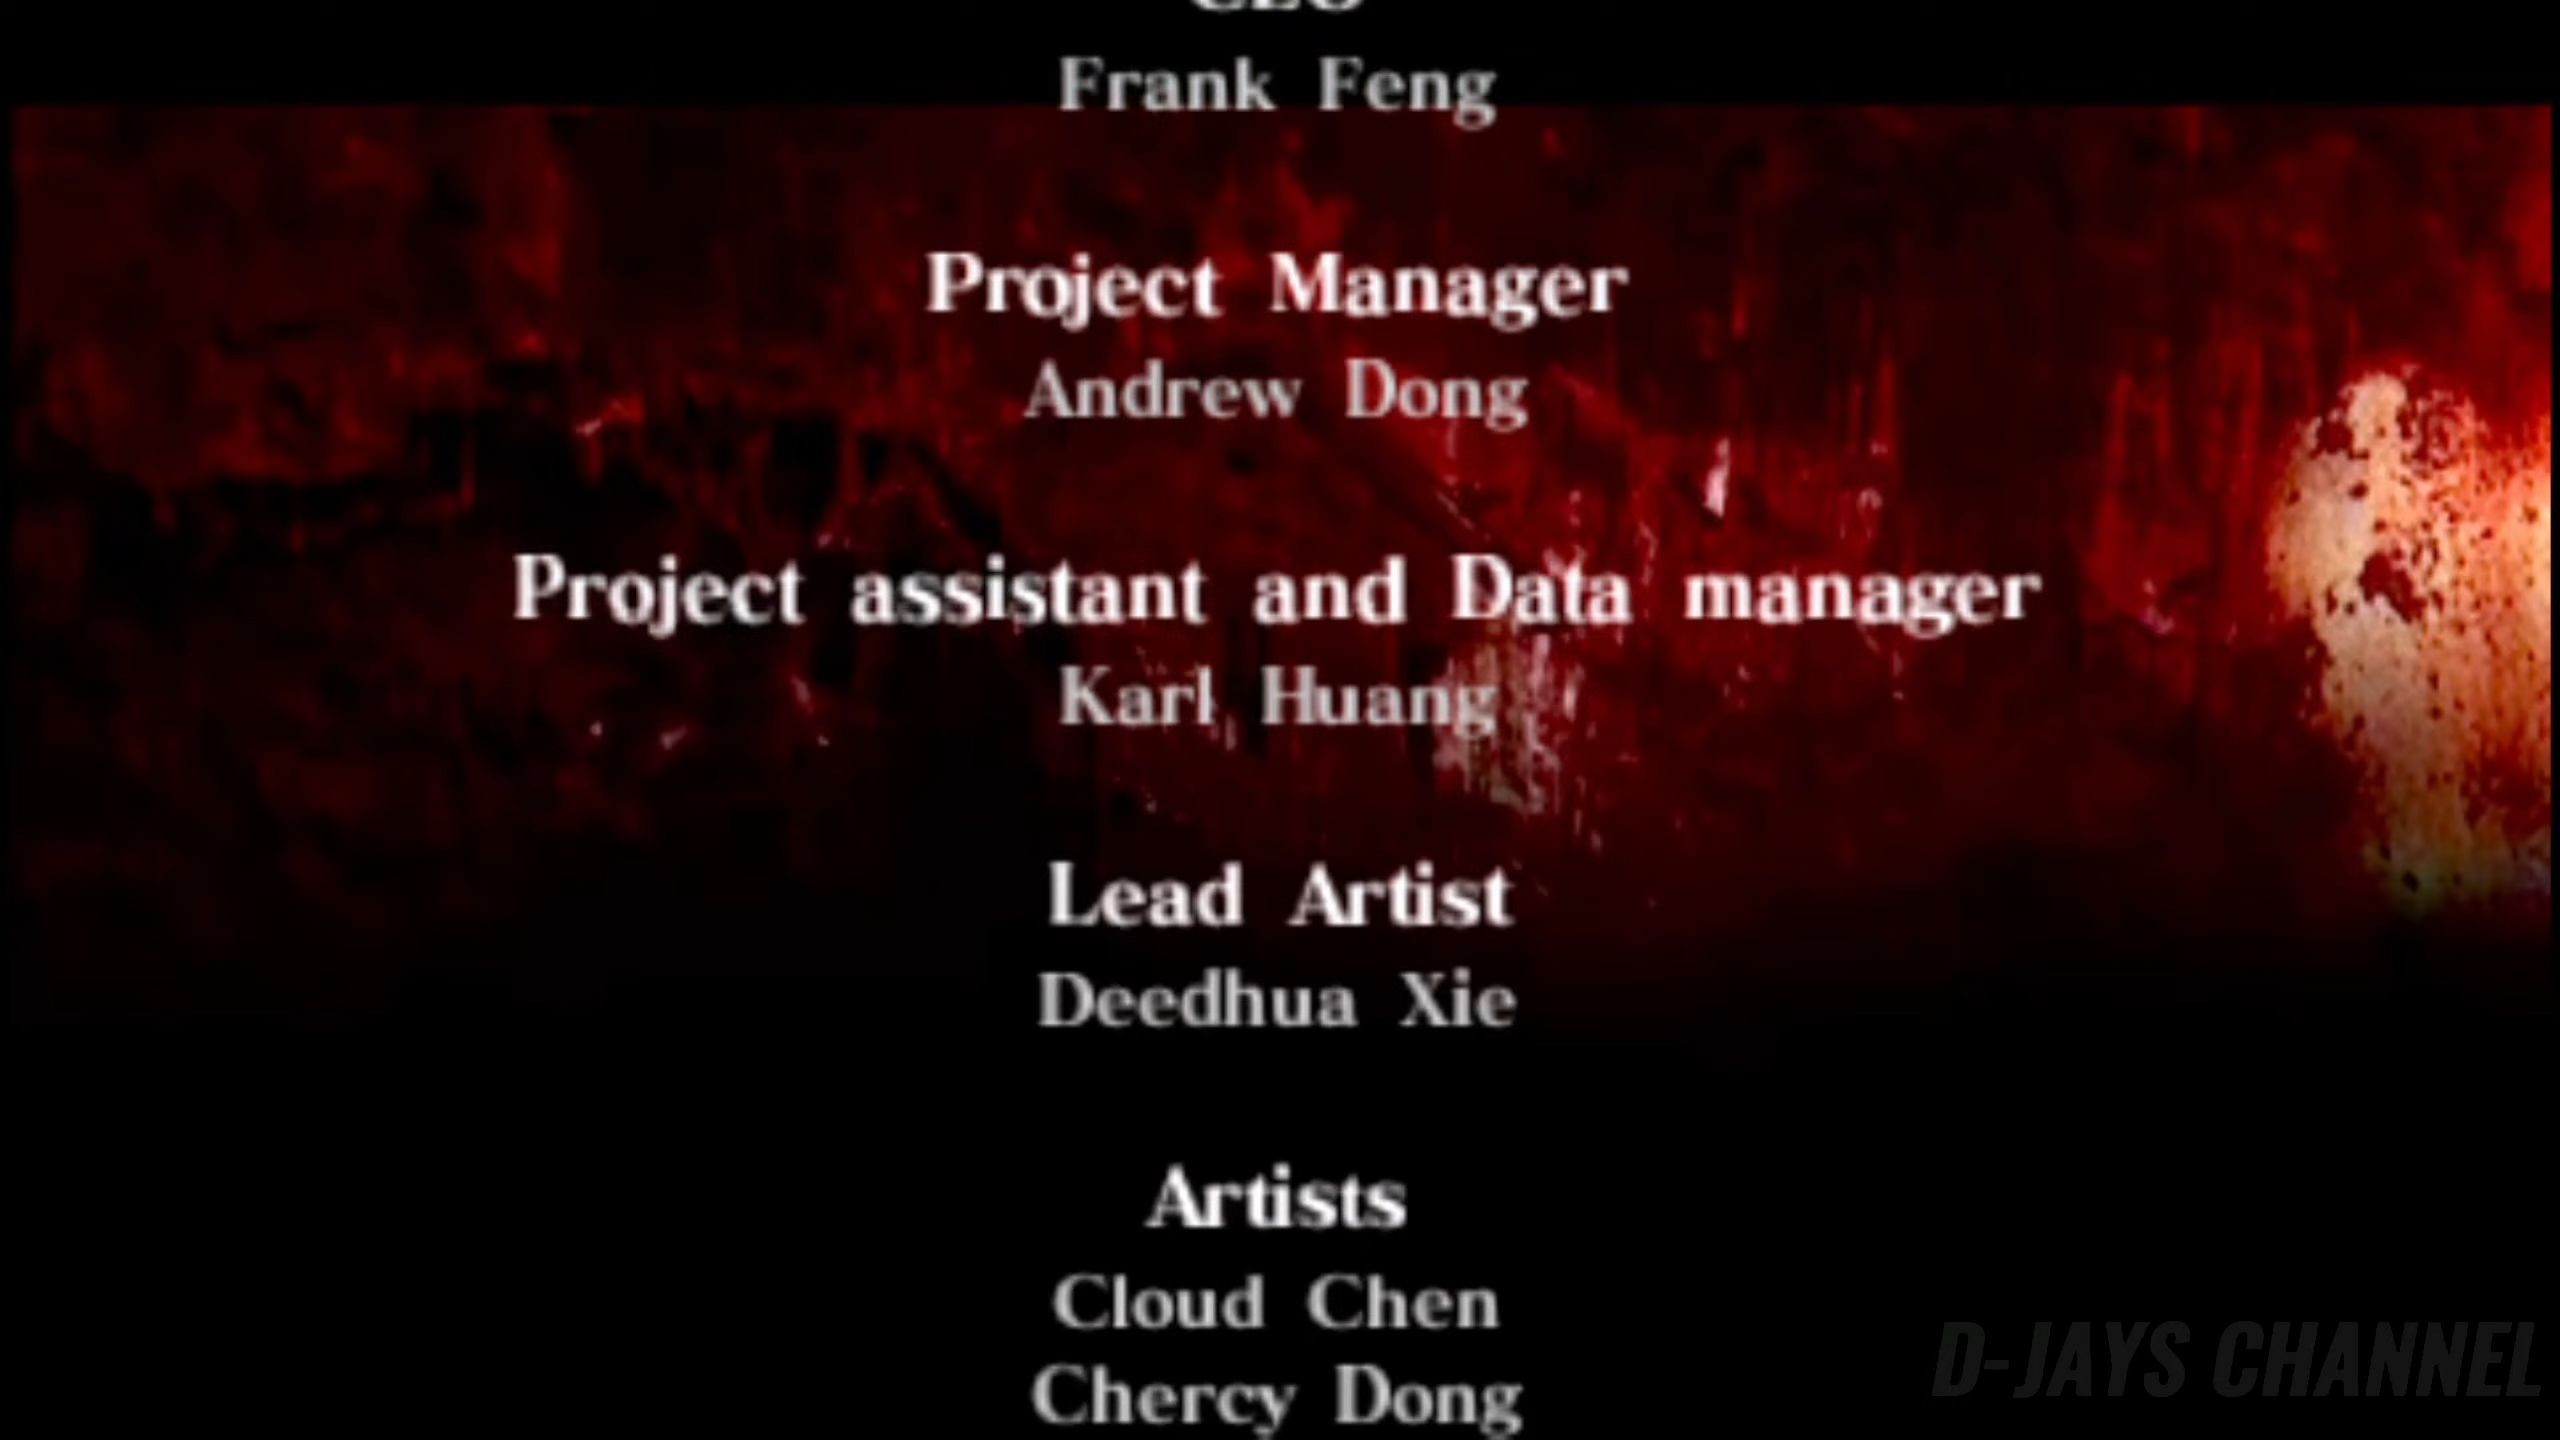 CEO
Frank Feng
Project Manager
Andrew Dong
Project assistant and Data manager
Karl Huang
Lead Artist
Deedhua Xie
Artists
Cloud Chen
Chercy Dong
D-JAYS CHANNEL